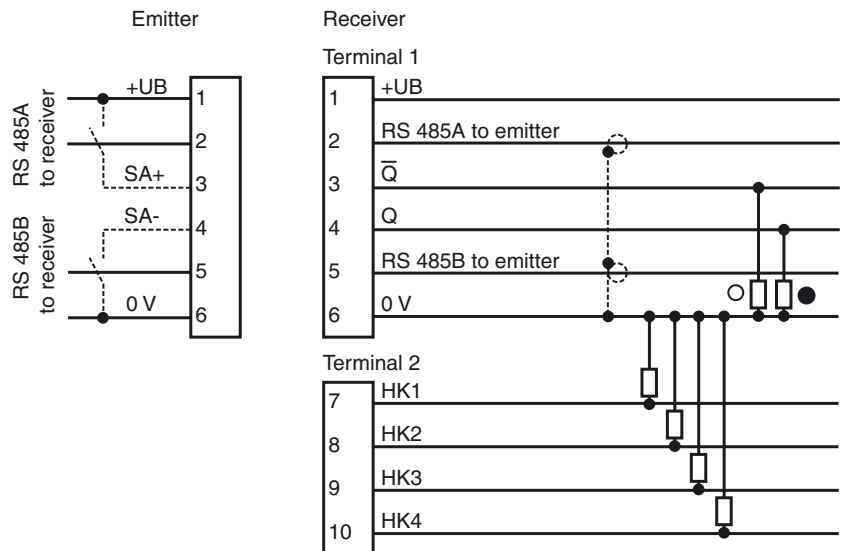 Emitter
RS 485A
to receiver
RS 485B
to receiver
+UB
1
2
SA+
3
SA-
4
5
0 V
6
Receiver
Terminal 1
1
+UB
2
RS 485A to emitter
3
Q̅
4
Q
5
RS 485B to emitter
6
0 V
Terminal 2
7
HK1
8
HK2
9
HK3
10
HK4